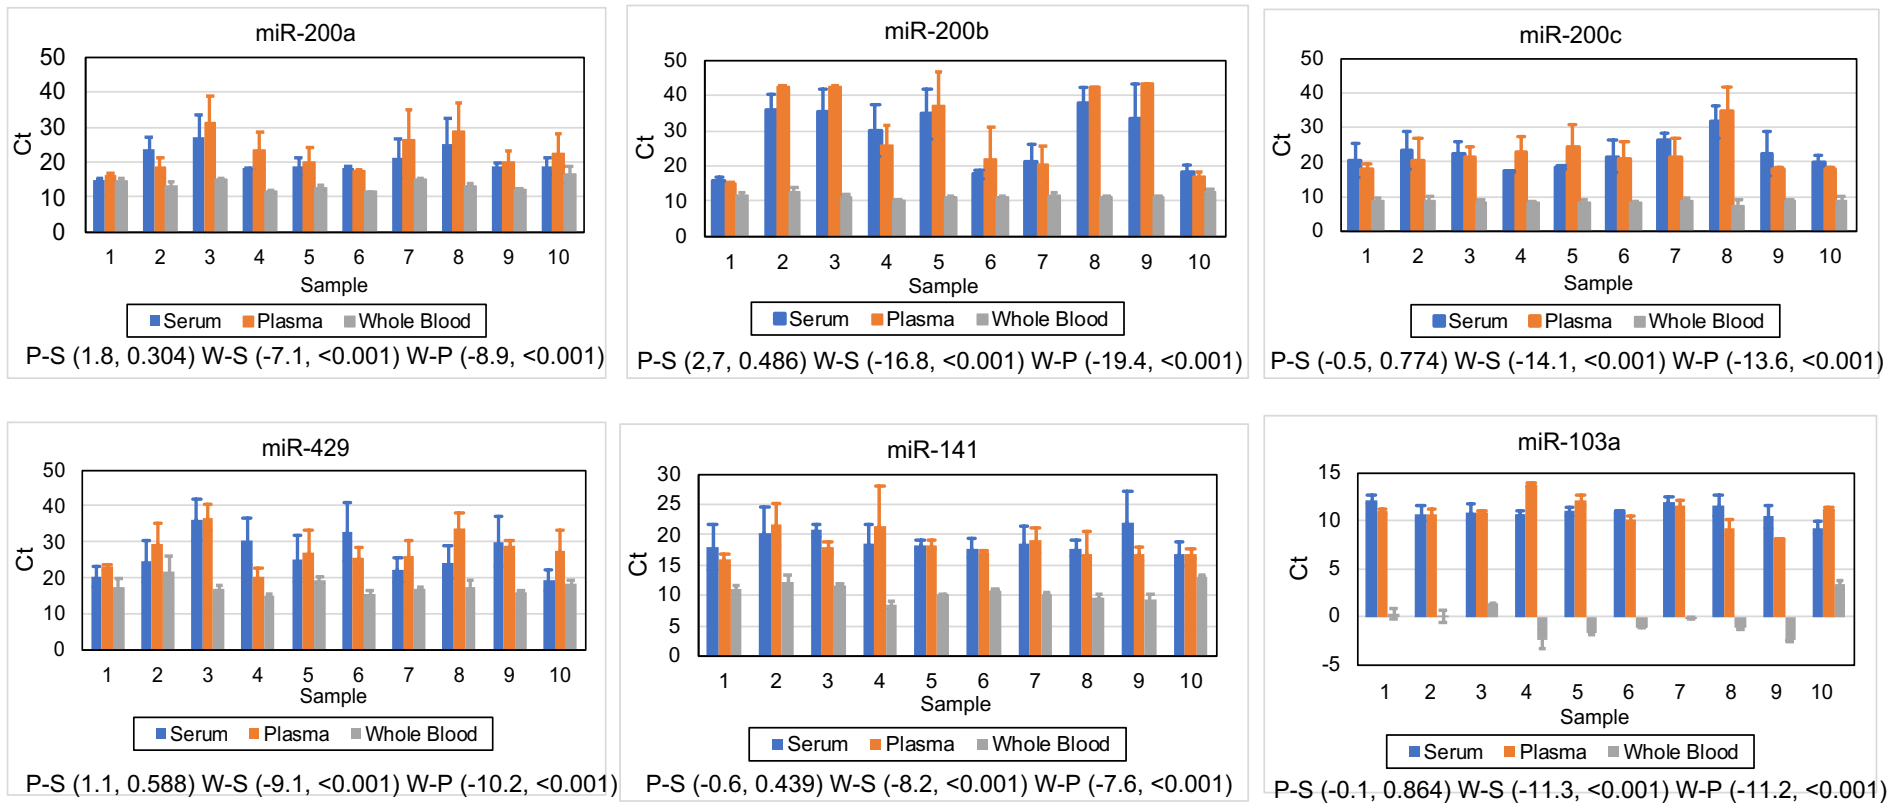 miR-200a
50
40
30
20
10
0
Ct
1 2 3 4 5 6 7 8 9 10
Sample
Serum Plasma Whole Blood
P-S (1.8, 0.304) W-S (-7.1, <0.001) W-P (-8.9, <0.001)
miR-200b
50
40
30
20
10
0
Ct
1 2 3 4 5 6 7 8 9 10
Sample
Serum Plasma Whole Blood
P-S (2,7, 0.486) W-S (-16.8, <0.001) W-P (-19.4, <0.001)
miR-200c
50
40
30
20
10
0
Ct
1 2 3 4 5 6 7 8 9 10
Sample
Serum Plasma Whole Blood
P-S (-0.5, 0.774) W-S (-14.1, <0.001) W-P (-13.6, <0.001)
miR-429
50
40
30
20
10
0
Ct
1 2 3 4 5 6 7 8 9 10
Sample
Serum Plasma Whole Blood
P-S (1.1, 0.588) W-S (-9.1, <0.001) W-P (-10.2, <0.001)
miR-141
30
25
20
15
10
5
0
Ct
1 2 3 4 5 6 7 8 9 10
Sample
Serum Plasma Whole Blood
P-S (-0.6, 0.439) W-S (-8.2, <0.001) W-P (-7.6, <0.001)
miR-103a
15
10
5
0
-5
Ct
1 2 3 4 5 6 7 8 9 10
Sample
Serum Plasma Whole Blood
P-S (-0.1, 0.864) W-S (-11.3, <0.001) W-P (-11.2, <0.001)